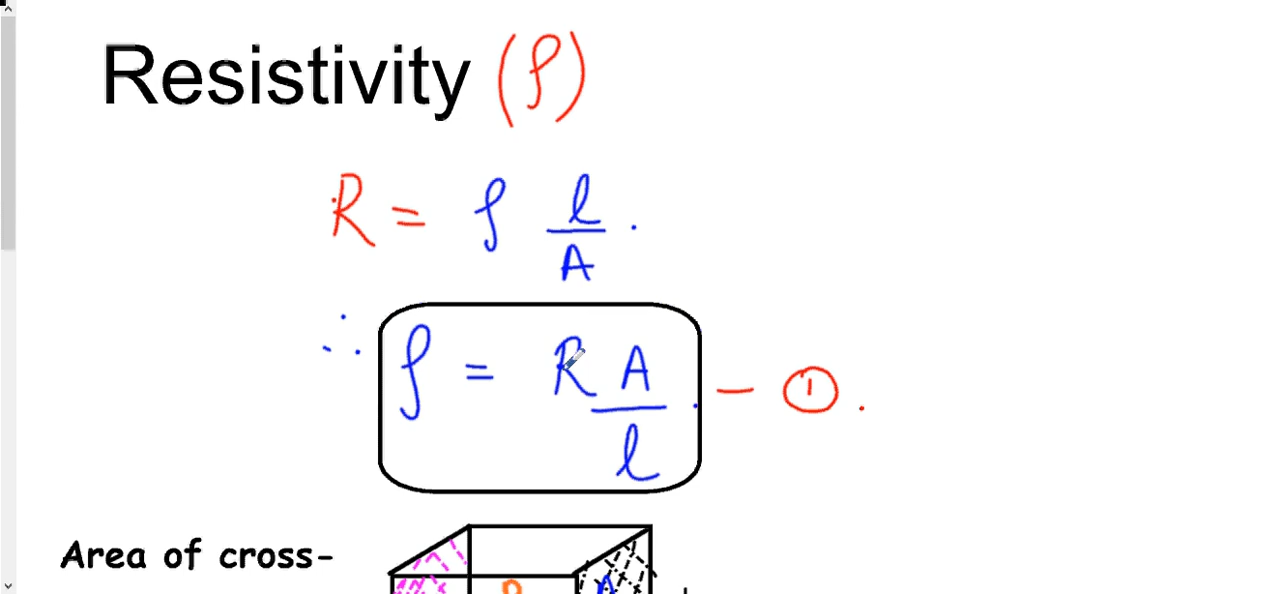 Resistivity (ρ)
R = ρ l/A .
∴ ρ = R A/l . - ①.
Area of cross-